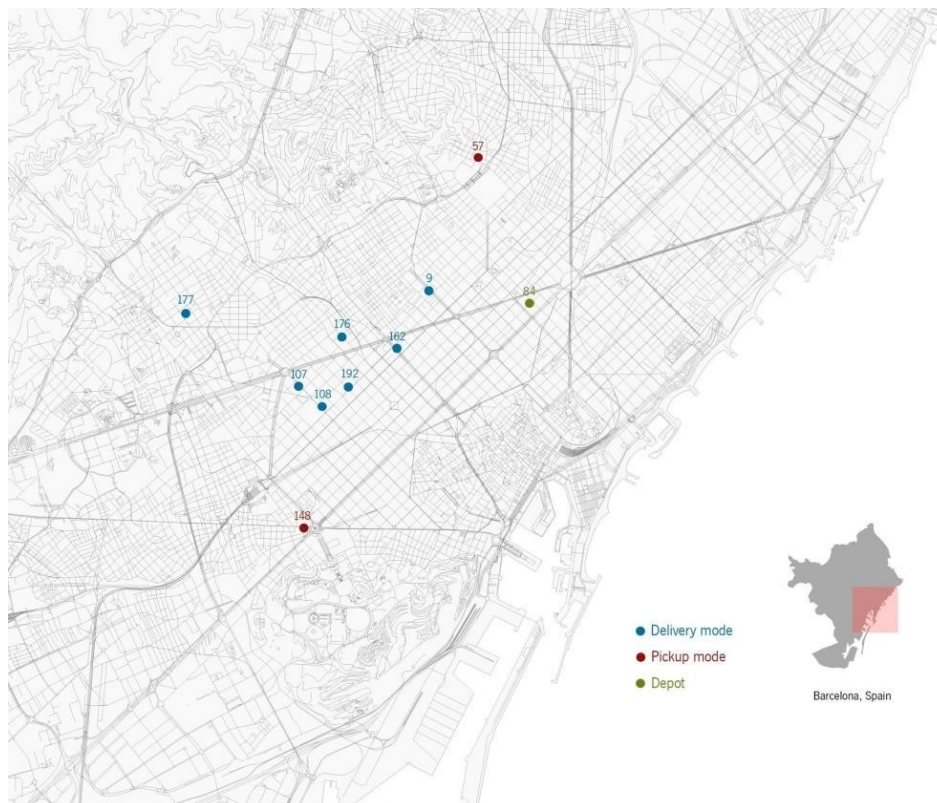 57
9
84
177
176
162
107
192
108
148
Delivery mode
Pickup mode
Depot
Barcelona, Spain